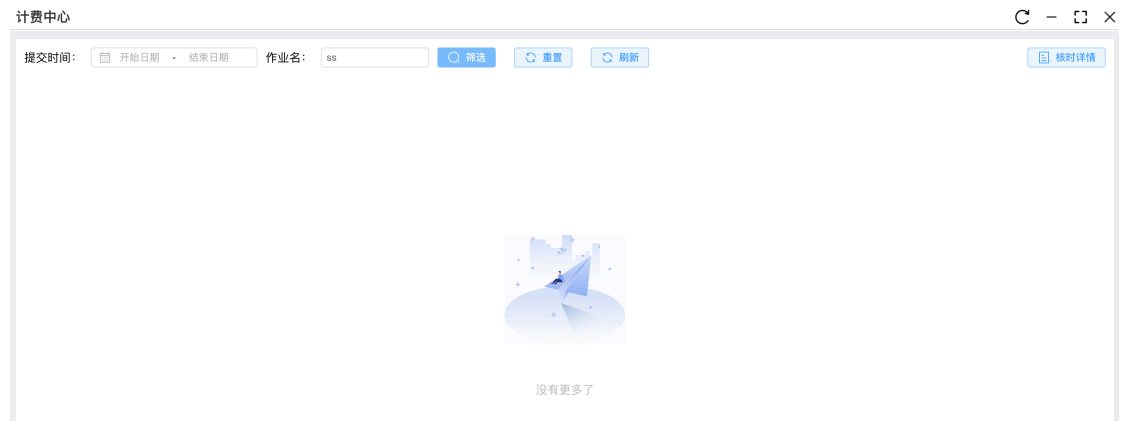 计费中心
提交时间： 开始日期 - 结束日期 作业名： ss 筛选 重置 刷新 核时详情
没有更多了